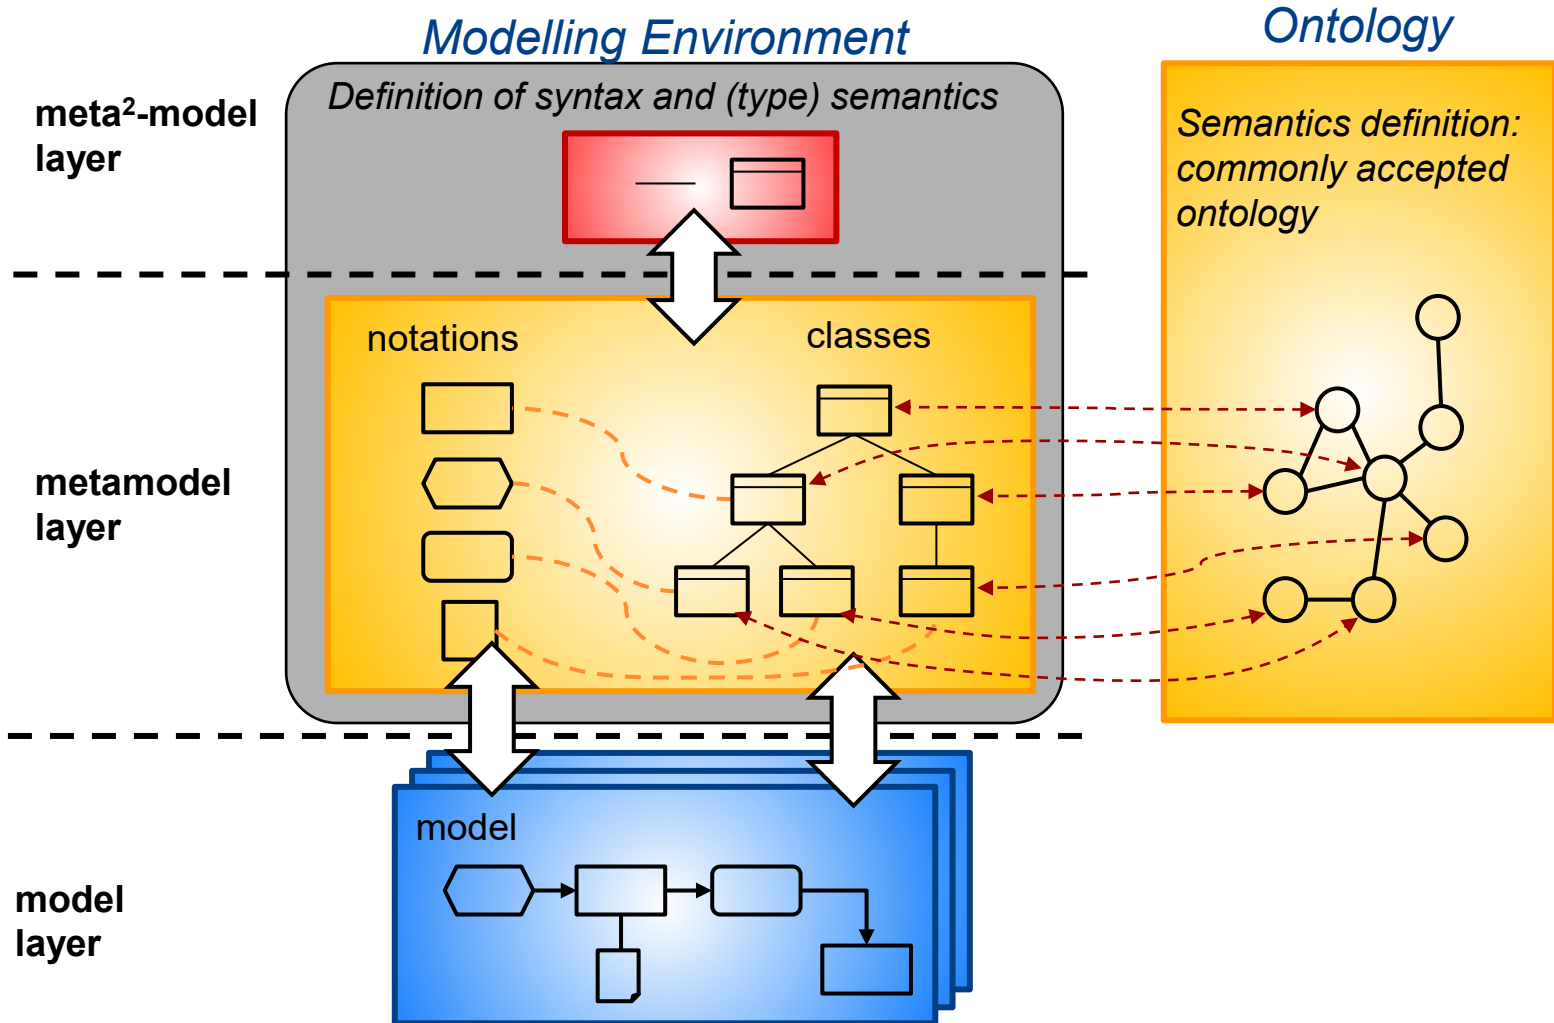 Modelling Environment
Ontology
meta²-model
layer
Definition of syntax and (type) semantics
Semantics definition:
commonly accepted
ontology
notations
classes
metamodel
layer
model
model
layer